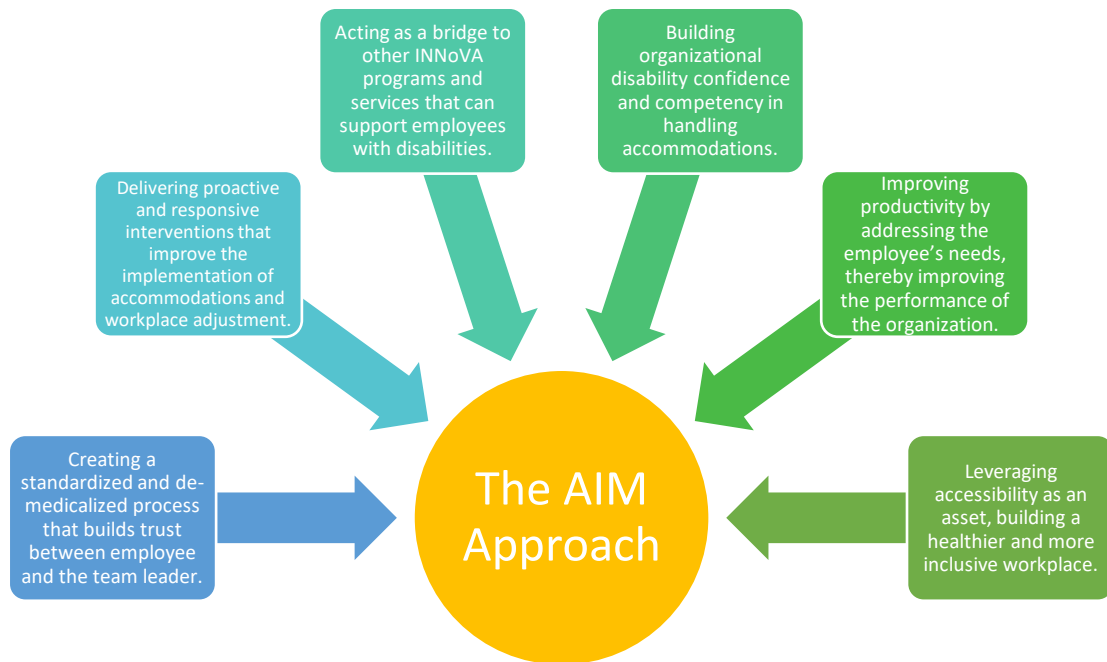 Creating a
standardized and de-
medicalized process
that builds trust
between employee
and the team leader.
Delivering proactive
and responsive
interventions that
improve the
implementation of
accommodations and
workplace adjustment.
Acting as a bridge to
other INNoVA
programs and
services that can
support employees
with disabilities.
Building
organizational
disability confidence
and competency in
handling
accommodations.
Improving
productivity by
addressing the
employee’s needs,
thereby improving
the performance of
the organization.
Leveraging
accessibility as an
asset, building a
healthier and more
inclusive workplace.
The AIM
Approach